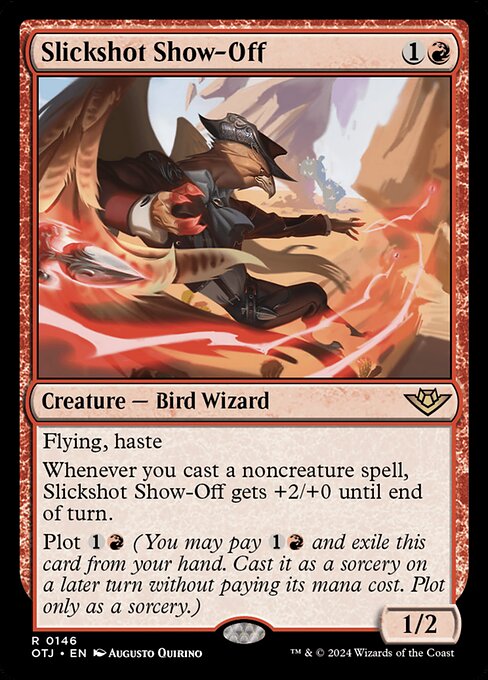 Slickshot Show-Off 1
Creature — Bird Wizard
Flying, haste
Whenever you cast a noncreature spell,
Slickshot Show-Off gets +2/+0 until end
of turn.
Plot 1 (You may pay 1 and exile this
card from your hand. Cast it as a sorcery on
a later turn without paying its mana cost. Plot
only as a sorcery.)
1/2
R 0146
OTJ • EN Augusto Quirino
™ & © 2024 Wizards of the Coast